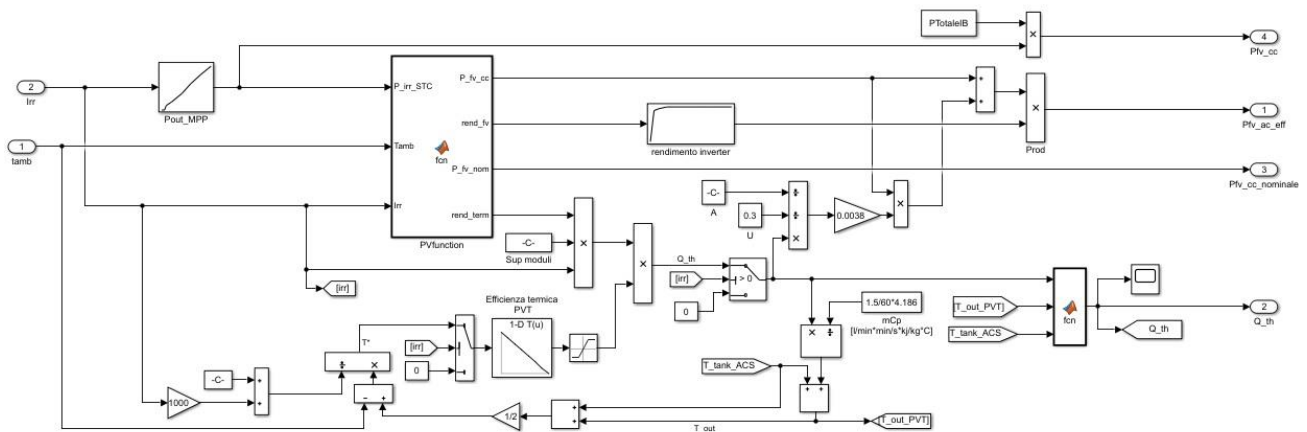 PTotaleIB
×
4
Pfv_cc
2
Irr
Pout_MPP
P_irr_STC
P_fv_cc
+
+
rend_fv
rendimento inverter
×
Prod
1
Pfv_ac_eff
1
tamb
Tamb
fcn
P_fv_nom
3
Pfv_cc_nominale
-C-
A
÷
÷
×
0.3
U
0.0038
×
Irr
rend_term
PVfunction
-C-
Sup moduli
×
×
Q_th
[irr]
> 0
0
[irr]
Efficienza termica
PVT
1-D T(u)
1.5/60*4.186
mCp
[l/min*min/s*kj/kg*C]
× ÷
[T_out_PVT]
T_tank_ACS
fcn
2
Q_th
Q_th
T*
[irr]
0
÷ ×
-C-
1000
+
+
− +
1/2
+
+
T_tank_ACS
+ +
T_out
[T_out_PVT]